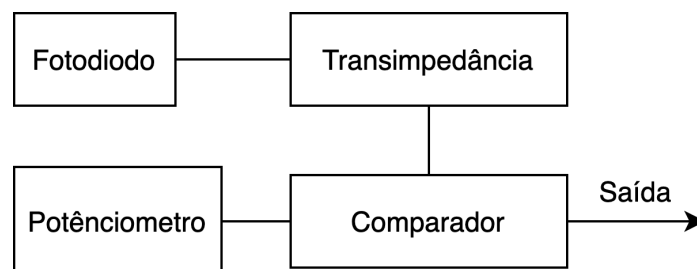 Fotodiodo
Transimpedância
Potênciometro
Comparador
Saída